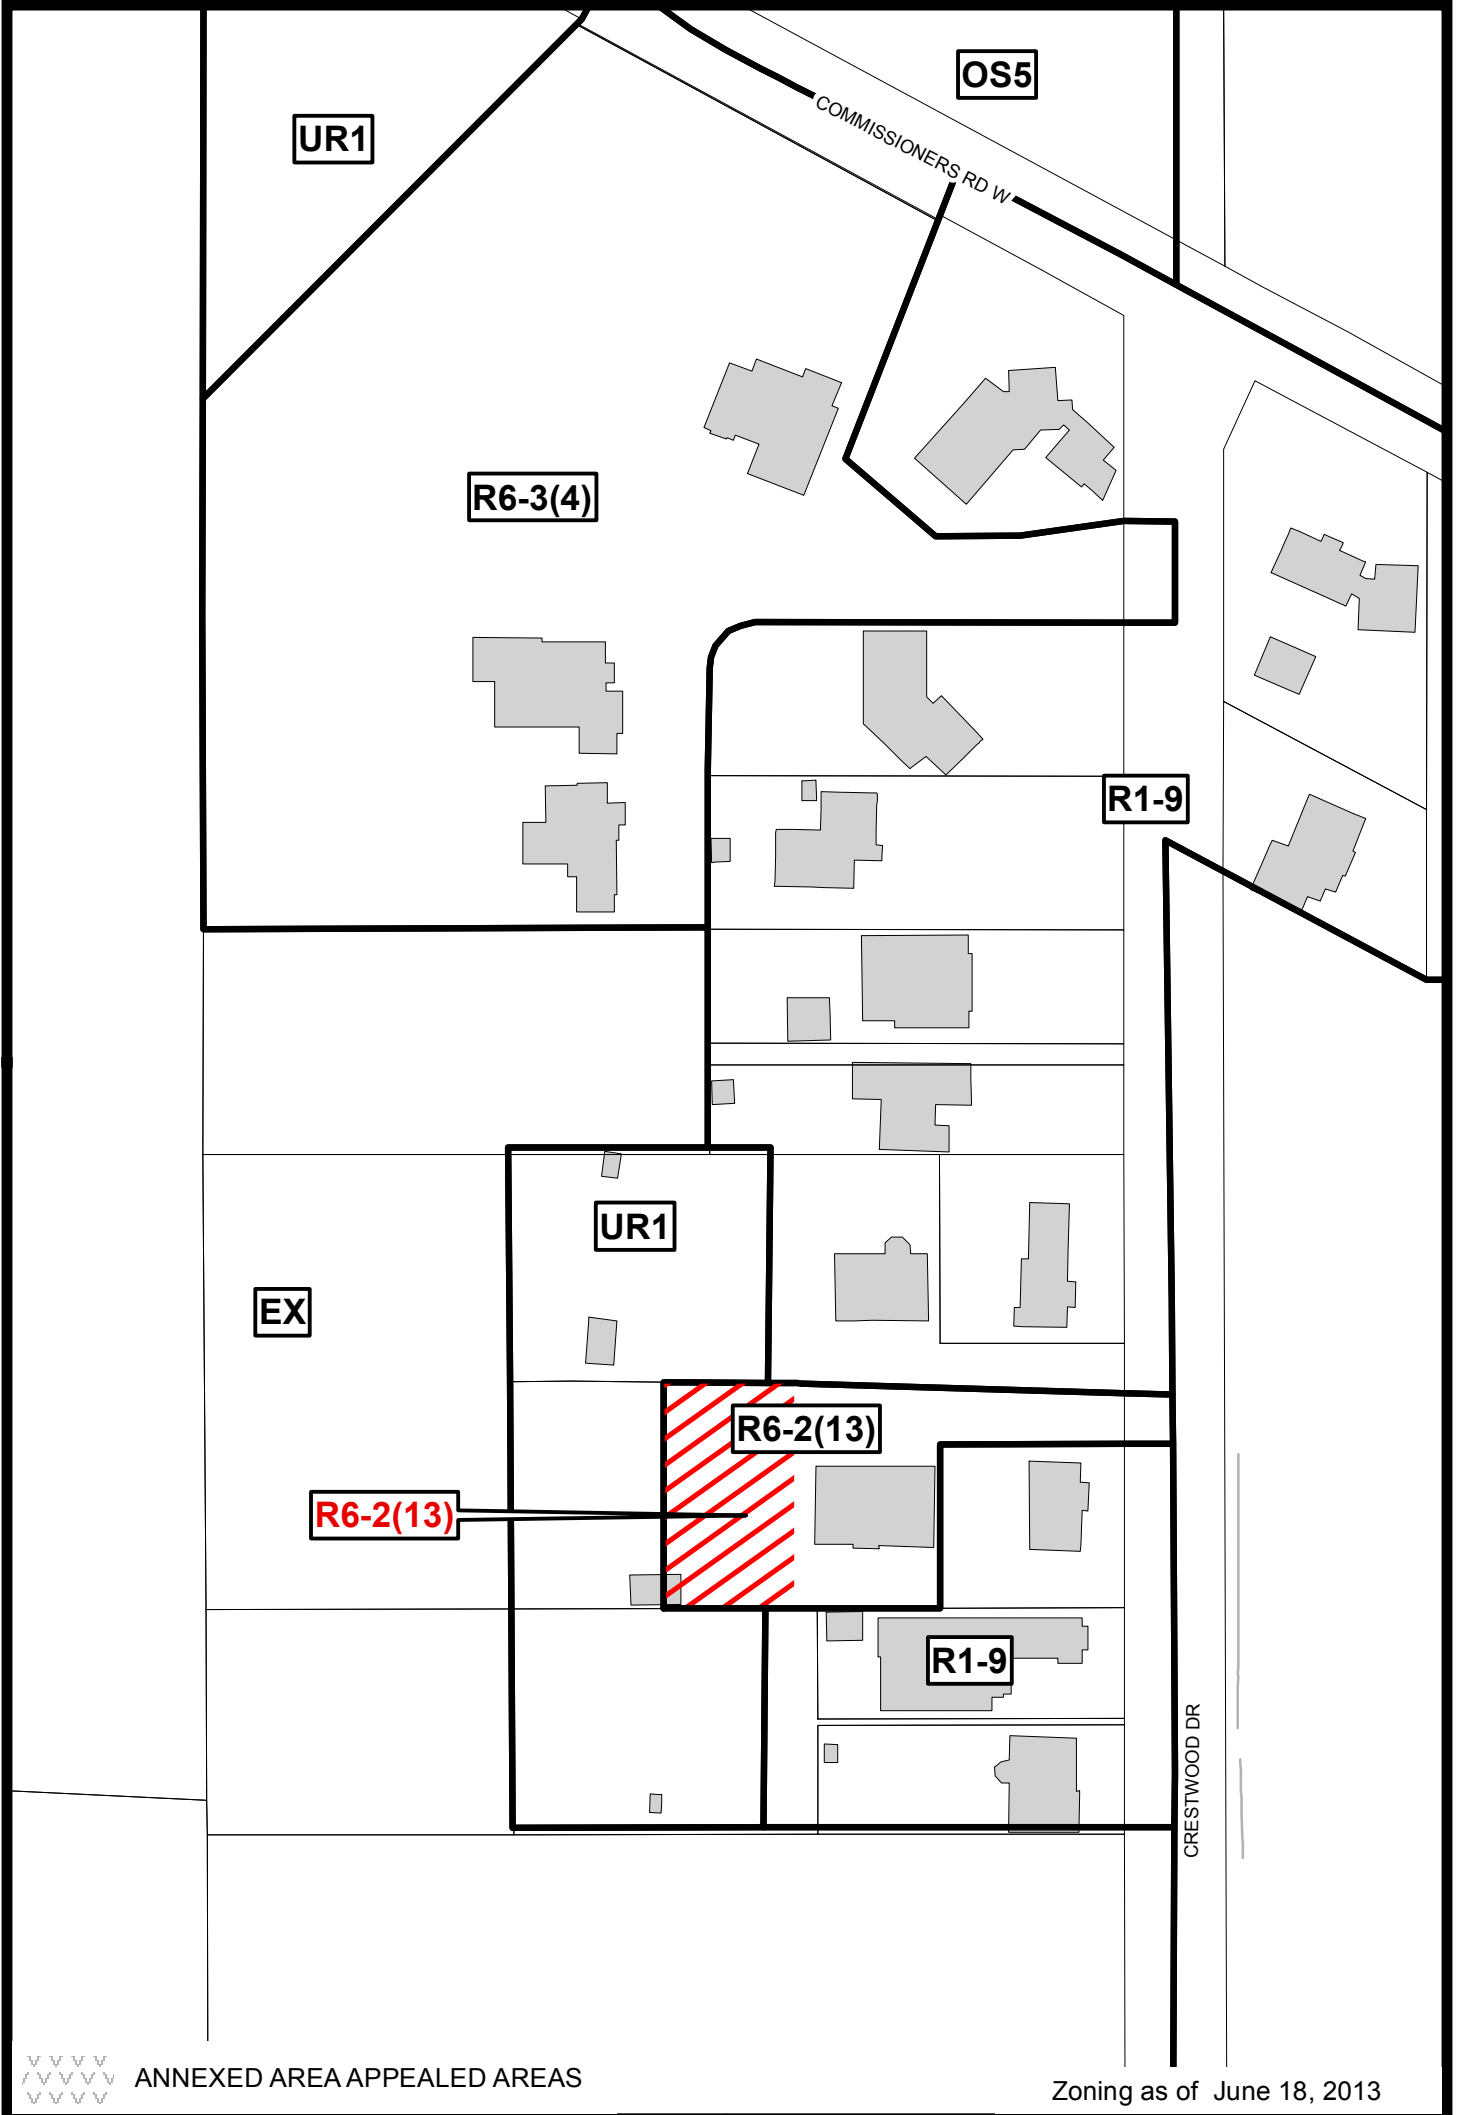 OS5
UR1
COMMISSIONERS RD W
R6-3(4)
R1-9
UR1
EX
R6-2(13)
R6-2(13)
R1-9
CRESTWOOD DR
ANNEXED AREA APPEALED AREAS
Zoning as of June 18, 2013